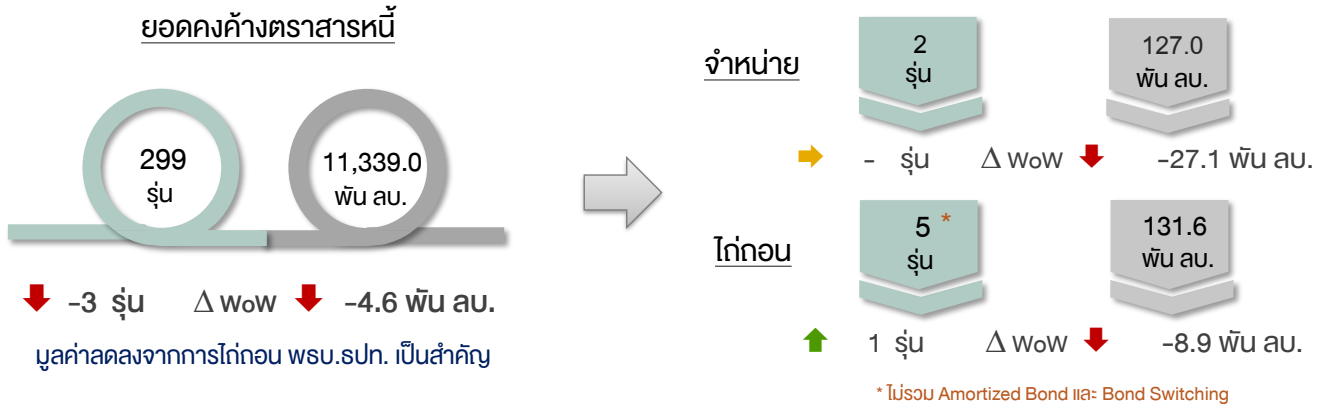 ยอดคงค้างตราสารหนี้
299
รุ่น
11,339.0
พัน ลบ.
-3 รุ่น Δ WoW -4.6 พัน ลบ.
มูลค่าลดลงจากการไถ่ถอน พธบ.ธปท. เป็นสำคัญ
จำหน่าย
2
รุ่น
127.0
พัน ลบ.
- รุ่น Δ WoW -27.1 พัน ลบ.
ไถ่ถอน
5 *
รุ่น
131.6
พัน ลบ.
1 รุ่น Δ WoW -8.9 พัน ลบ.
* ไม่รวม Amortized Bond และ Bond Switching